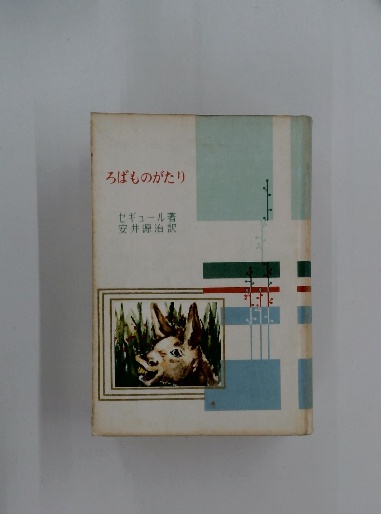 ろばものがたり
セギュール著
安井源治訳